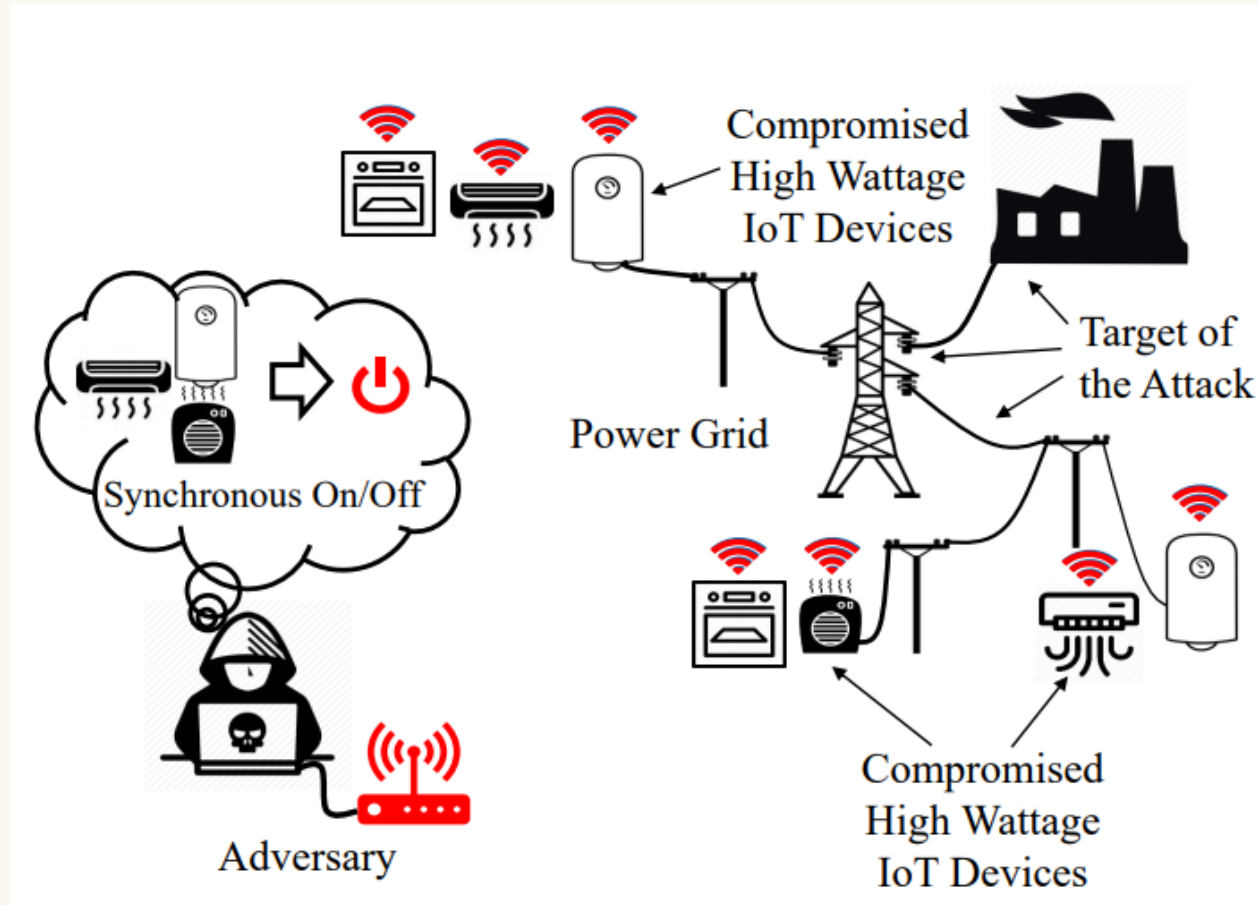 Compromised
High Wattage
IoT Devices
Target of
the Attack
Power Grid
Synchronous On/Off
Adversary
Compromised
High Wattage
IoT Devices